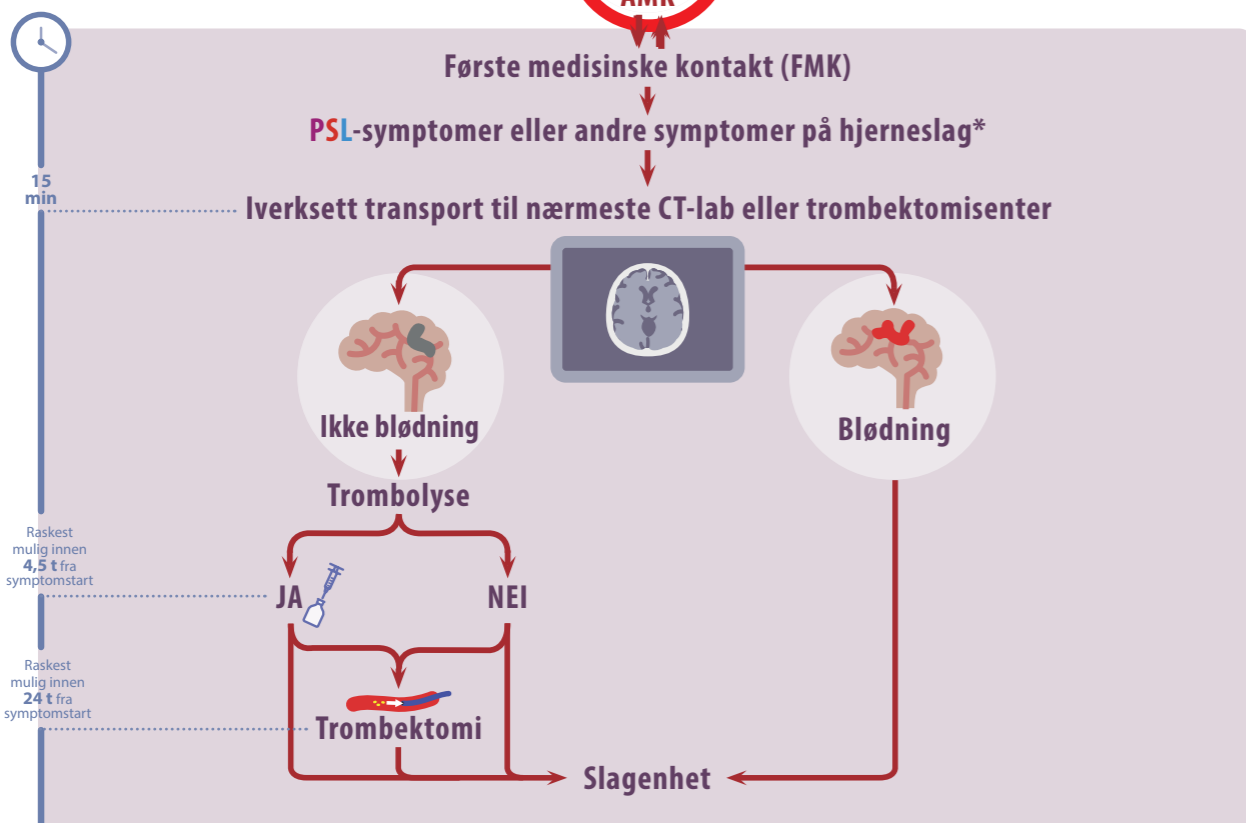 AMK
Første medisinske kontakt (FMK)
PSL-symptomer eller andre symptomer på hjerneslag*
15
min
Iverksett transport til nærmeste CT-lab eller trombektomisenter
Ikke blødning
Blødning
Trombolyse
Raskest
mulig innen
4,5 t fra
symptomstart
JA
NEI
Raskest
mulig innen
24 t fra
symptomstart
Trombektomi
Slagenhet